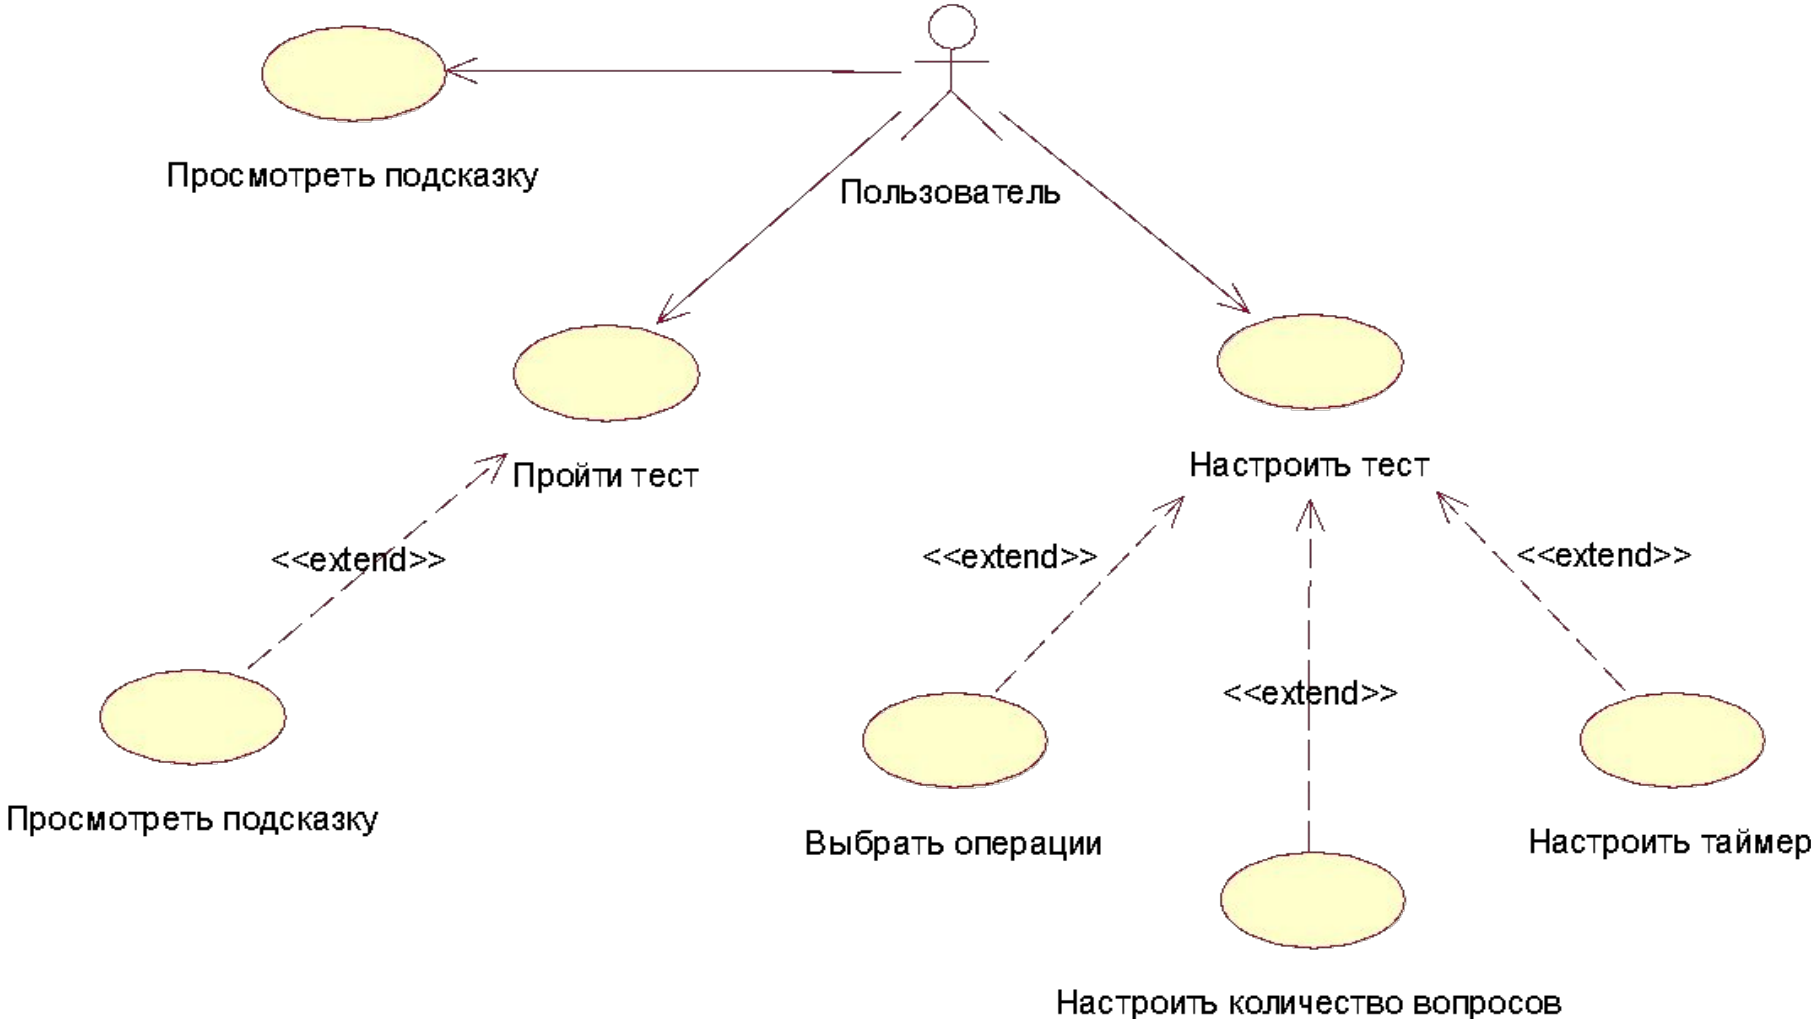 Просмотреть подсказку
Пользователь
Пройти тест
Настроить тест
<<extend>>
<<extend>>
<<extend>>
<<extend>>
Просмотреть подсказку
Выбрать операции
Настроить таймер
Настроить количество вопросов